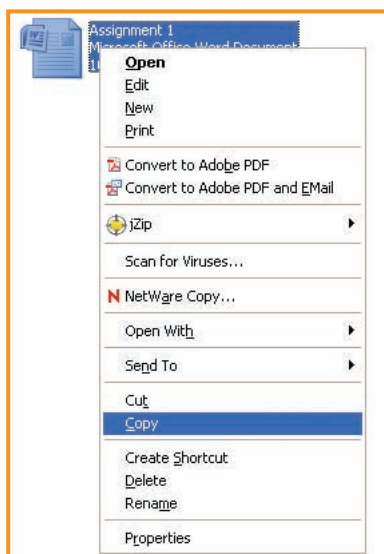 Assignment 1
Microsoft Office Word Document
Open
Edit
New
Print
Convert to Adobe PDF
Convert to Adobe PDF and EMail
jZip
Scan for Viruses...
N NetWare Copy...
Open With
Send To
Cut
Copy
Create Shortcut
Delete
Rename
Properties